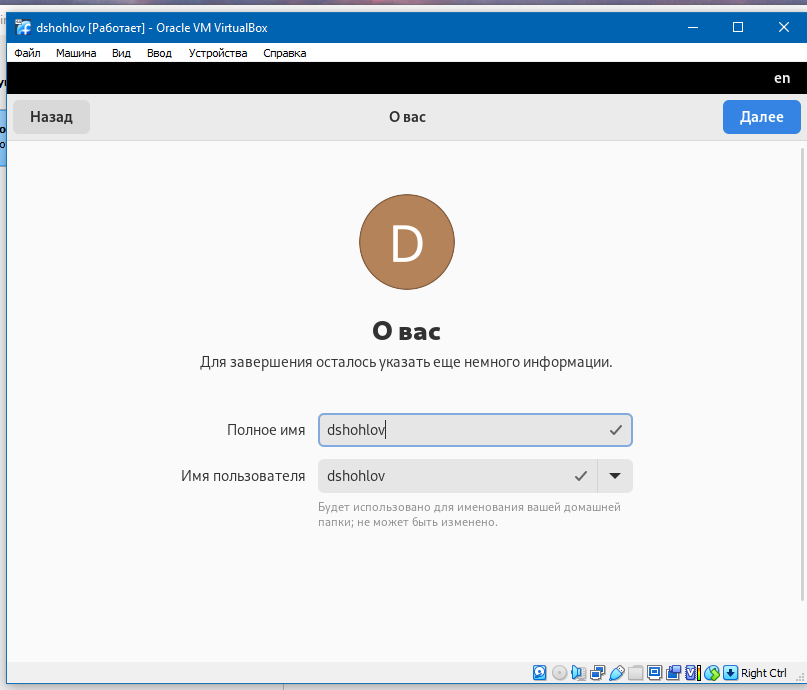 dshohlov [Работает] - Oracle VM VirtualBox
Файл Машина Вид Ввод Устройства Справка
en
Назад О вас Далее
D
О вас
Для завершения осталось указать еще немного информации.
Полное имя dshohlov
Имя пользователя dshohlov
Будет использовано для именования вашей домашней
папки; не может быть изменено.
Right Ctrl